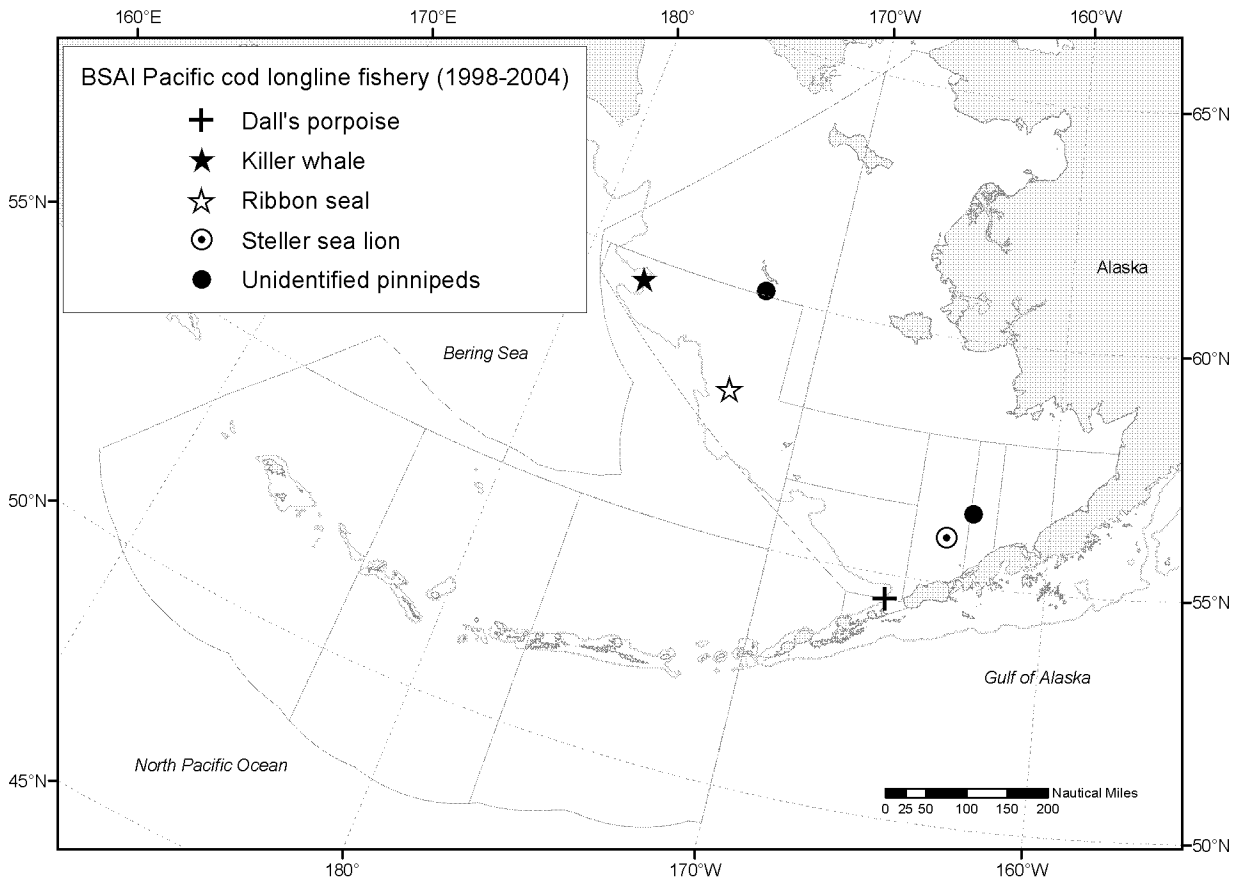 160°E 170°E 180° 170°W 160°W
BSAI Pacific cod longline fishery (1998-2004)
Dall's porpoise
Killer whale
Ribbon seal
Steller sea lion
Unidentified pinnipeds
65°N
55°N
Alaska
Bering Sea
60°N
50°N
55°N
Gulf of Alaska
North Pacific Ocean
45°N
Nautical Miles
0 25 50 100 150 200
50°N
180° 170°W 160°W